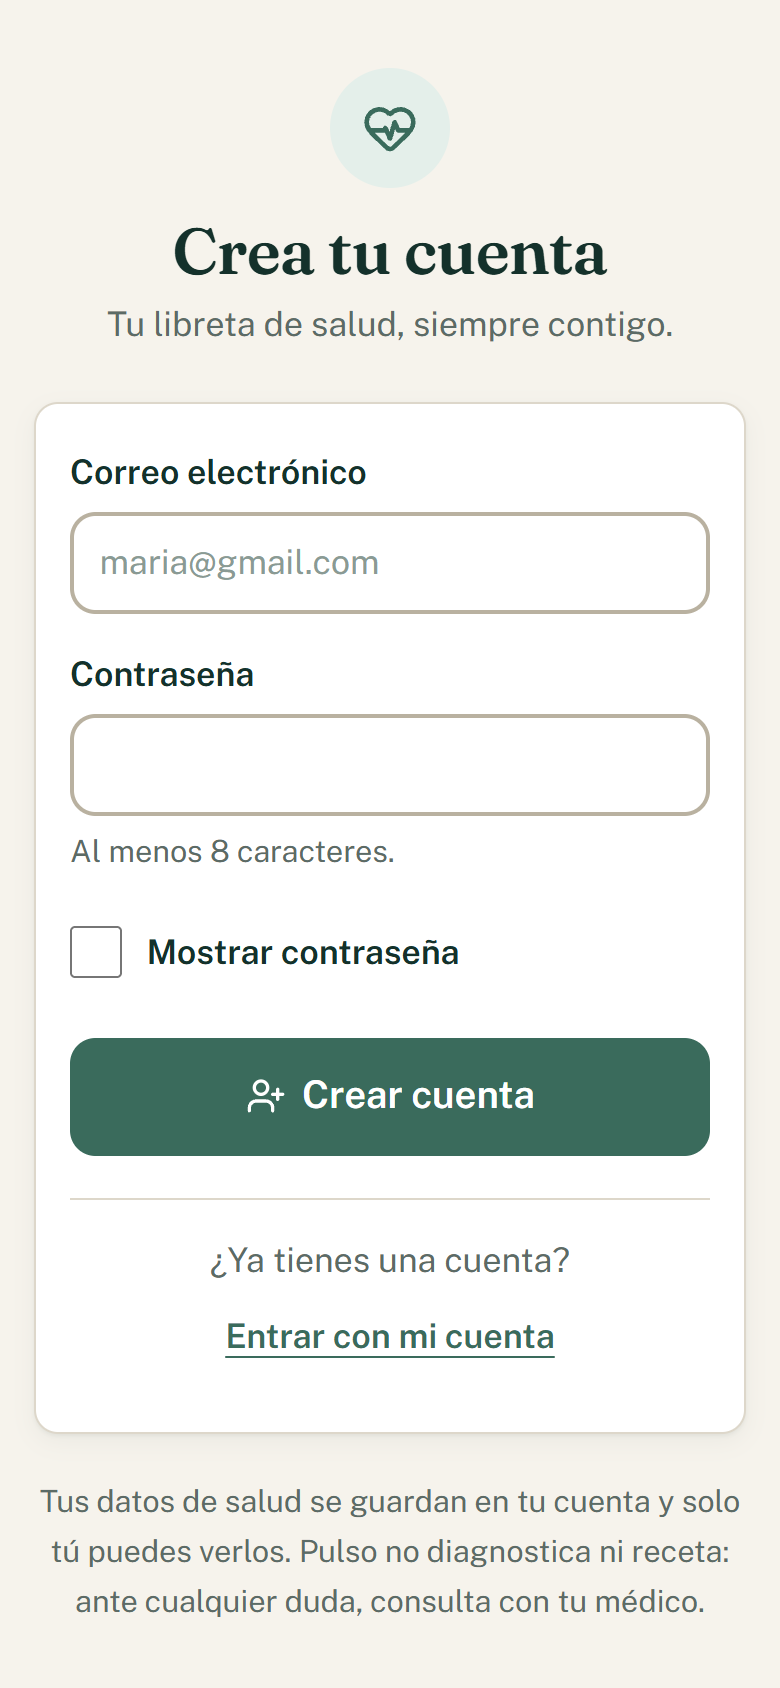 Crea tu cuenta
Tu libreta de salud, siempre contigo.
Correo electrónico
maria@gmail.com
Contraseña
Al menos 8 caracteres.
Mostrar contraseña
Crear cuenta
¿Ya tienes una cuenta?
Entrar con mi cuenta
Tus datos de salud se guardan en tu cuenta y solo
tú puedes verlos. Pulso no diagnostica ni receta:
ante cualquier duda, consulta con tu médico.